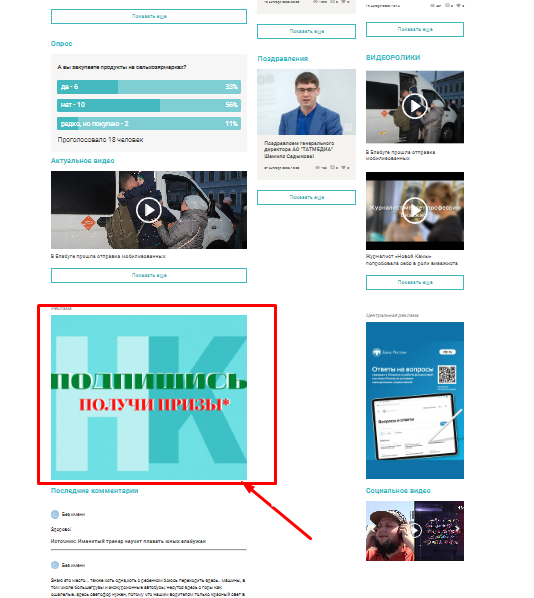 Показать еще
Опрос
А вы закупаете продукты на сельхозярмарках?
да - 6
33%
нет - 10
56%
редко, но покупаю - 2
11%
Проголосовало 18 человек
Актуальное видео
В Елабуге прошла отправка мобилизованных
Показать еще
Реклама
НК
ПОДПИШИСЬ
ПОЛУЧИ ПРИЗЫ*
Последние комментарии
Без имени
Здорово!
Источник: Именитый тренер научит плавать юных елабужан
Без имени
Показать еще
Поздравления
Поздравляем генерального
директора АО "ТАТМЕДИА"
Шамиля Садыкова!
Показать еще
Показать еще
ВИДЕОРОЛИКИ
В Елабуге прошла отправка
мобилизованных
Журналист меняет профессию
Журналист «Новой Камы»
попробовала себя в роли визажиста
Показать еще
Центральная реклама
Банк России
Ответы на вопросы
Вопросы и ответы
Социальное видео